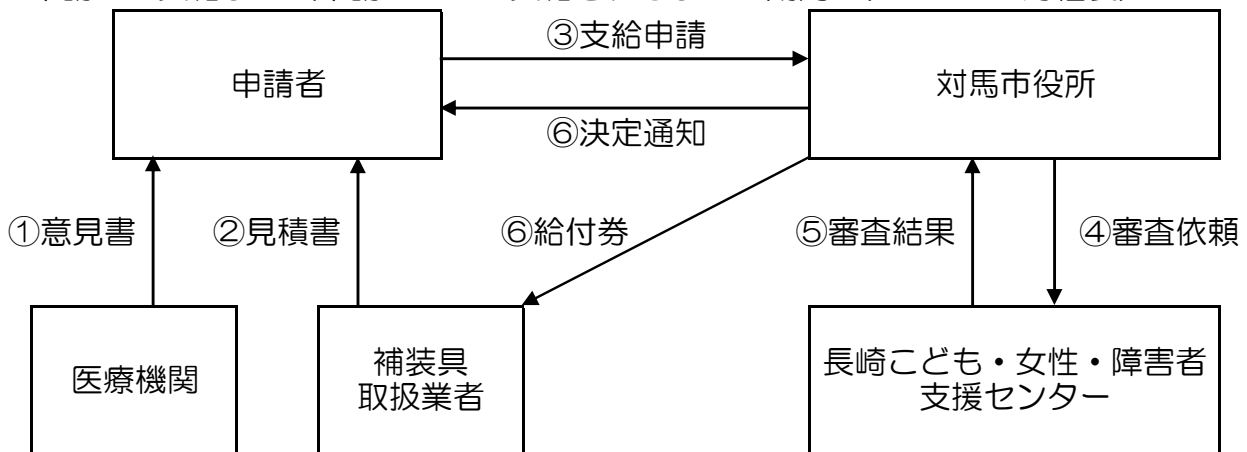 ③支給申請
申請者
対馬市役所
⑥決定通知
①意見書
②見積書
⑥給付券
⑤審査結果
④審査依頼
医療機関
補装具
取扱業者
長崎こども・女性・障害者
支援センター